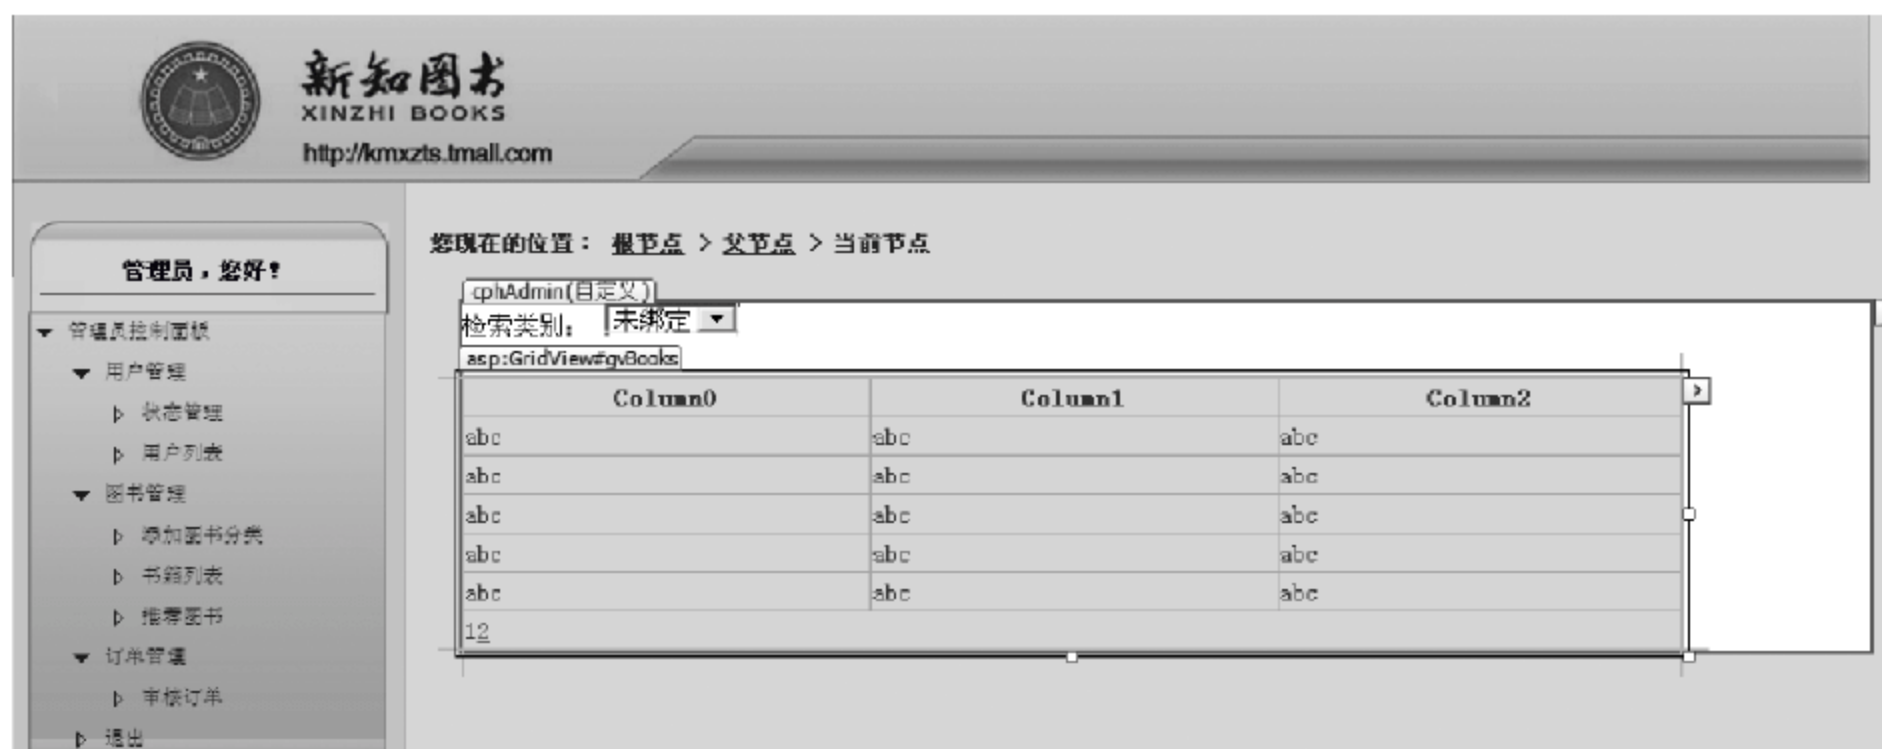 新知图书
XINZHI BOOKS
http://kmxzts.tmall.com
管理员，您好！
管理员控制面板
用户管理
状态管理
用户列表
图书管理
添加图书分类
书籍列表
推荐图书
订单管理
审核订单
退出
您现在的位置： 根节点 > 父节点 > 当前节点
cphAdmin(自定义)
检索类别： 未绑定
asp:GridView#gvBooks
Column0 Column1 Column2
abc abc abc
abc abc abc
abc abc abc
abc abc abc
abc abc abc
12